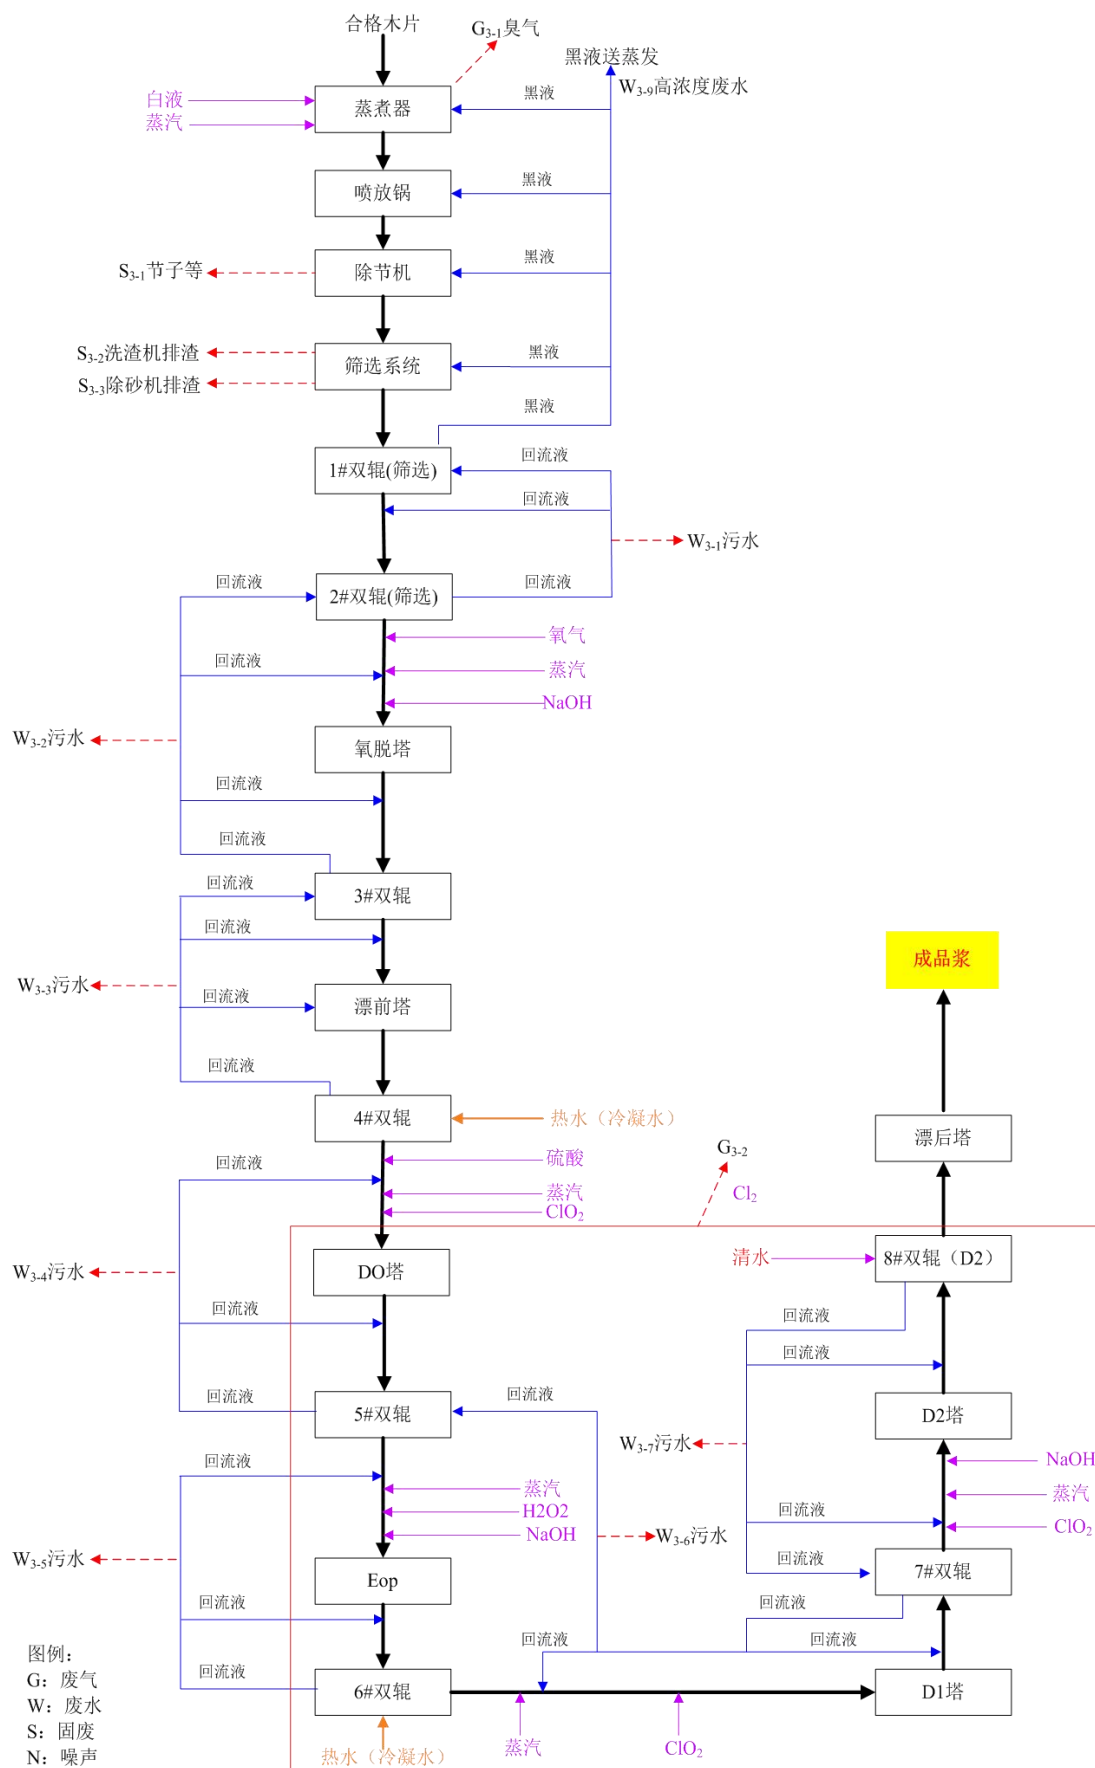 合格木片
G3-1臭气
黑液送蒸发
W3-9高浓度废水
白液
蒸汽
蒸煮器
黑液
喷放锅
黑液
S3-1节子等
除节机
黑液
S3-2洗渣机排渣
S3-3除砂机排渣
筛选系统
黑液
黑液
1#双辊(筛选)
回流液
回流液
W3-1污水
回流液
2#双辊(筛选)
回流液
氧气
回流液
蒸汽
NaOH
W3-2污水
氧脱塔
回流液
回流液
回流液
3#双辊
回流液
成品浆
W3-3污水
回流液
漂前塔
回流液
4#双辊
热水（冷凝水）
漂后塔
硫酸
回流液
蒸汽
ClO2
G3-2
Cl2
W3-4污水
DO塔
清水
8#双辊（D2）
回流液
回流液
回流液
回流液
5#双辊
回流液
D2塔
W3-7污水
回流液
蒸汽
H2O2
NaOH
NaOH
蒸汽
ClO2
回流液
W3-6污水
W3-5污水
Eop
回流液
7#双辊
回流液
回流液
回流液
回流液
回流液
6#双辊
D1塔
热水（冷凝水）
蒸汽
ClO2
图例：
G：废气
W：废水
S：固废
N：噪声